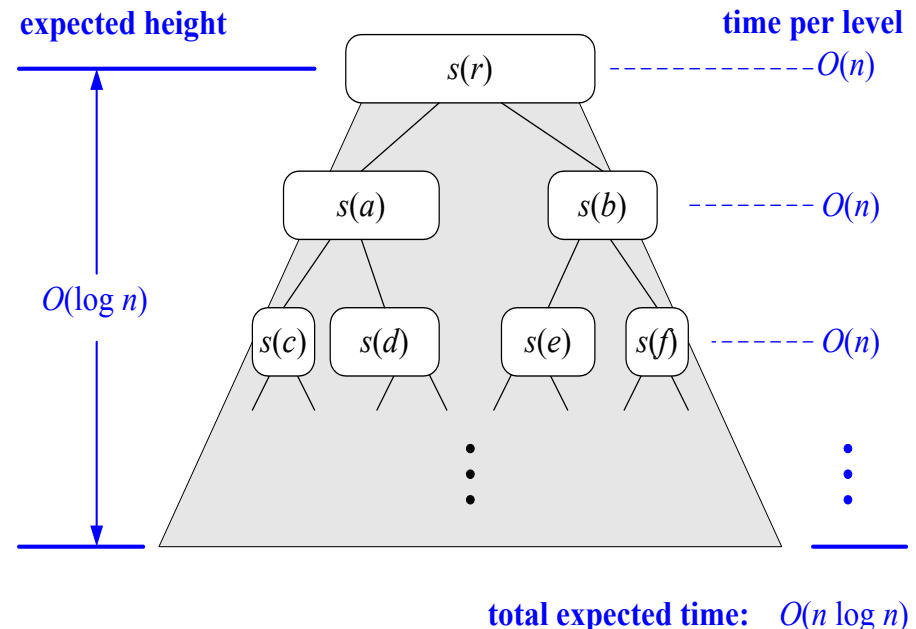 expected height
time per level
s(r)
O(n)
s(a)
s(b)
O(n)
O(log n)
s(c)
s(d)
s(e)
s(f)
O(n)
total expected time: O(n log n)